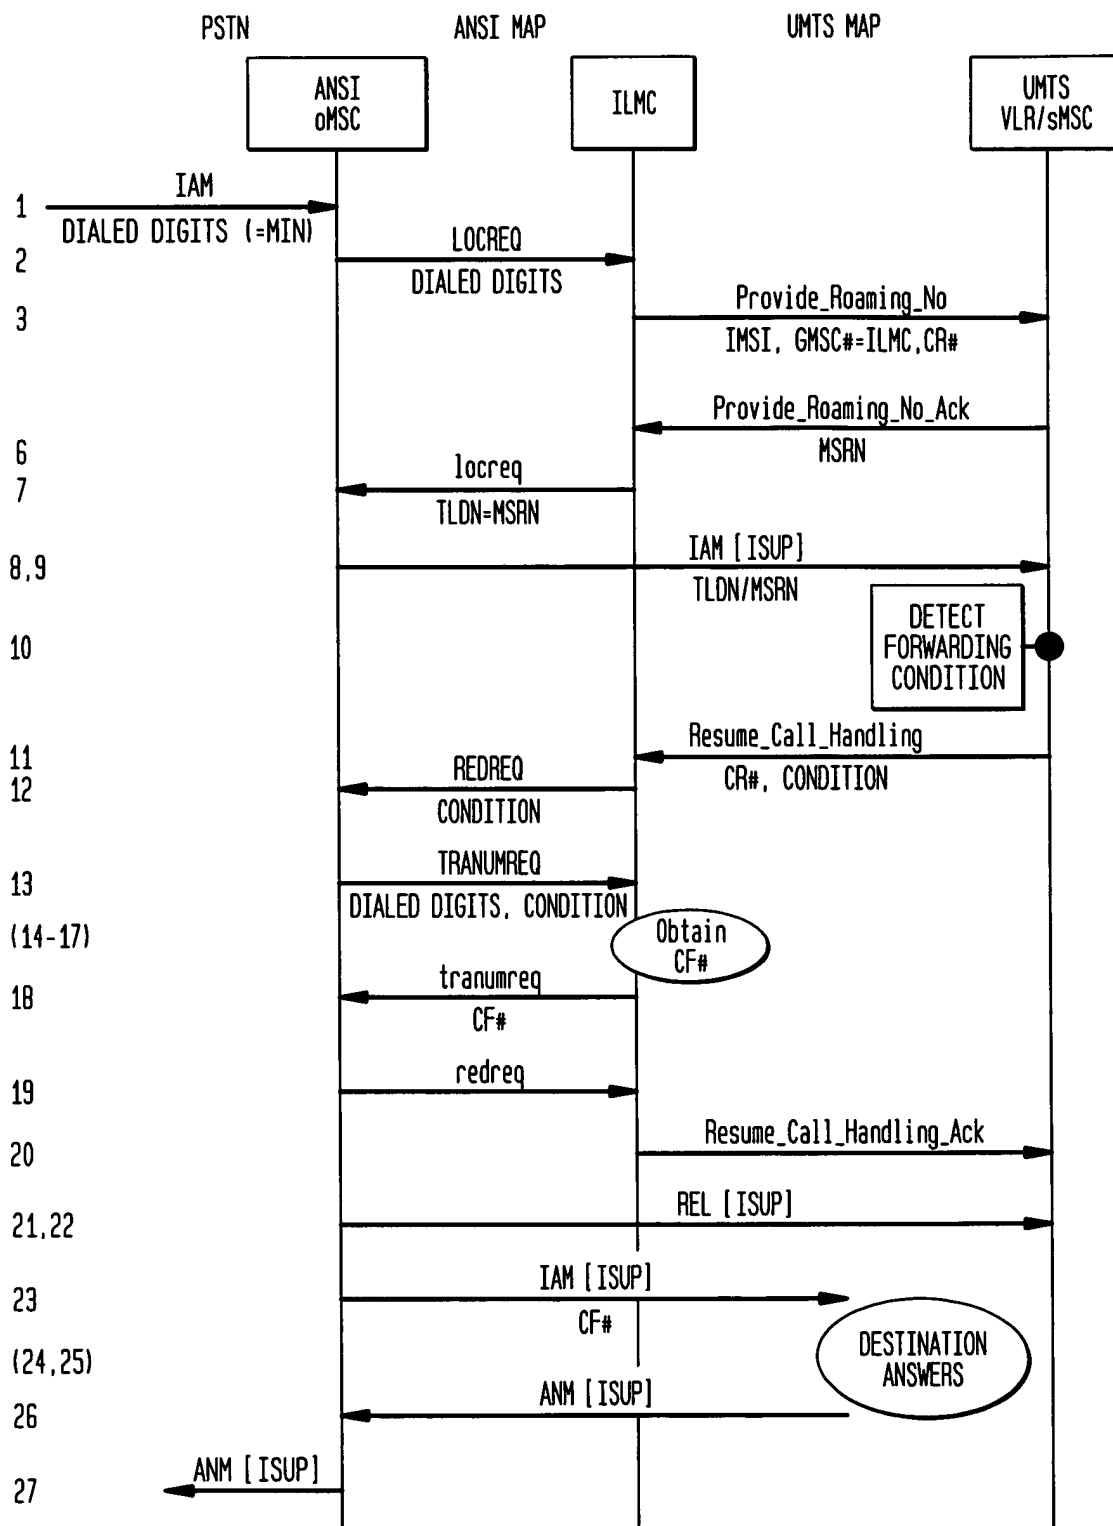 PSTN ANSI MAP UMTS MAP
ANSI
oMSC
ILMC
UMTS
VLR/sMSC
1 IAM
DIALED DIGITS (=MIN)
2 LOCREQ
DIALED DIGITS
3 Provide_Roaming_No
IMSI, GMSC#=ILMC,CR#
Provide_Roaming_No_Ack
6 MSRN
7 locreq
TLDN=MSRN
8,9 IAM [ISUP]
TLDN/MSRN
10 DETECT
FORWARDING
CONDITION
11 Resume_Call_Handling
CR#, CONDITION
12 REDREQ
CONDITION
13 TRANUMREQ
DIALED DIGITS, CONDITION
(14-17) Obtain
CF#
18 tranumreq
CF#
19 redreq
20 Resume_Call_Handling_Ack
21,22 REL [ISUP]
23 IAM [ISUP]
CF#
(24,25) DESTINATION
ANSWERS
26 ANM [ISUP]
27 ANM [ISUP]